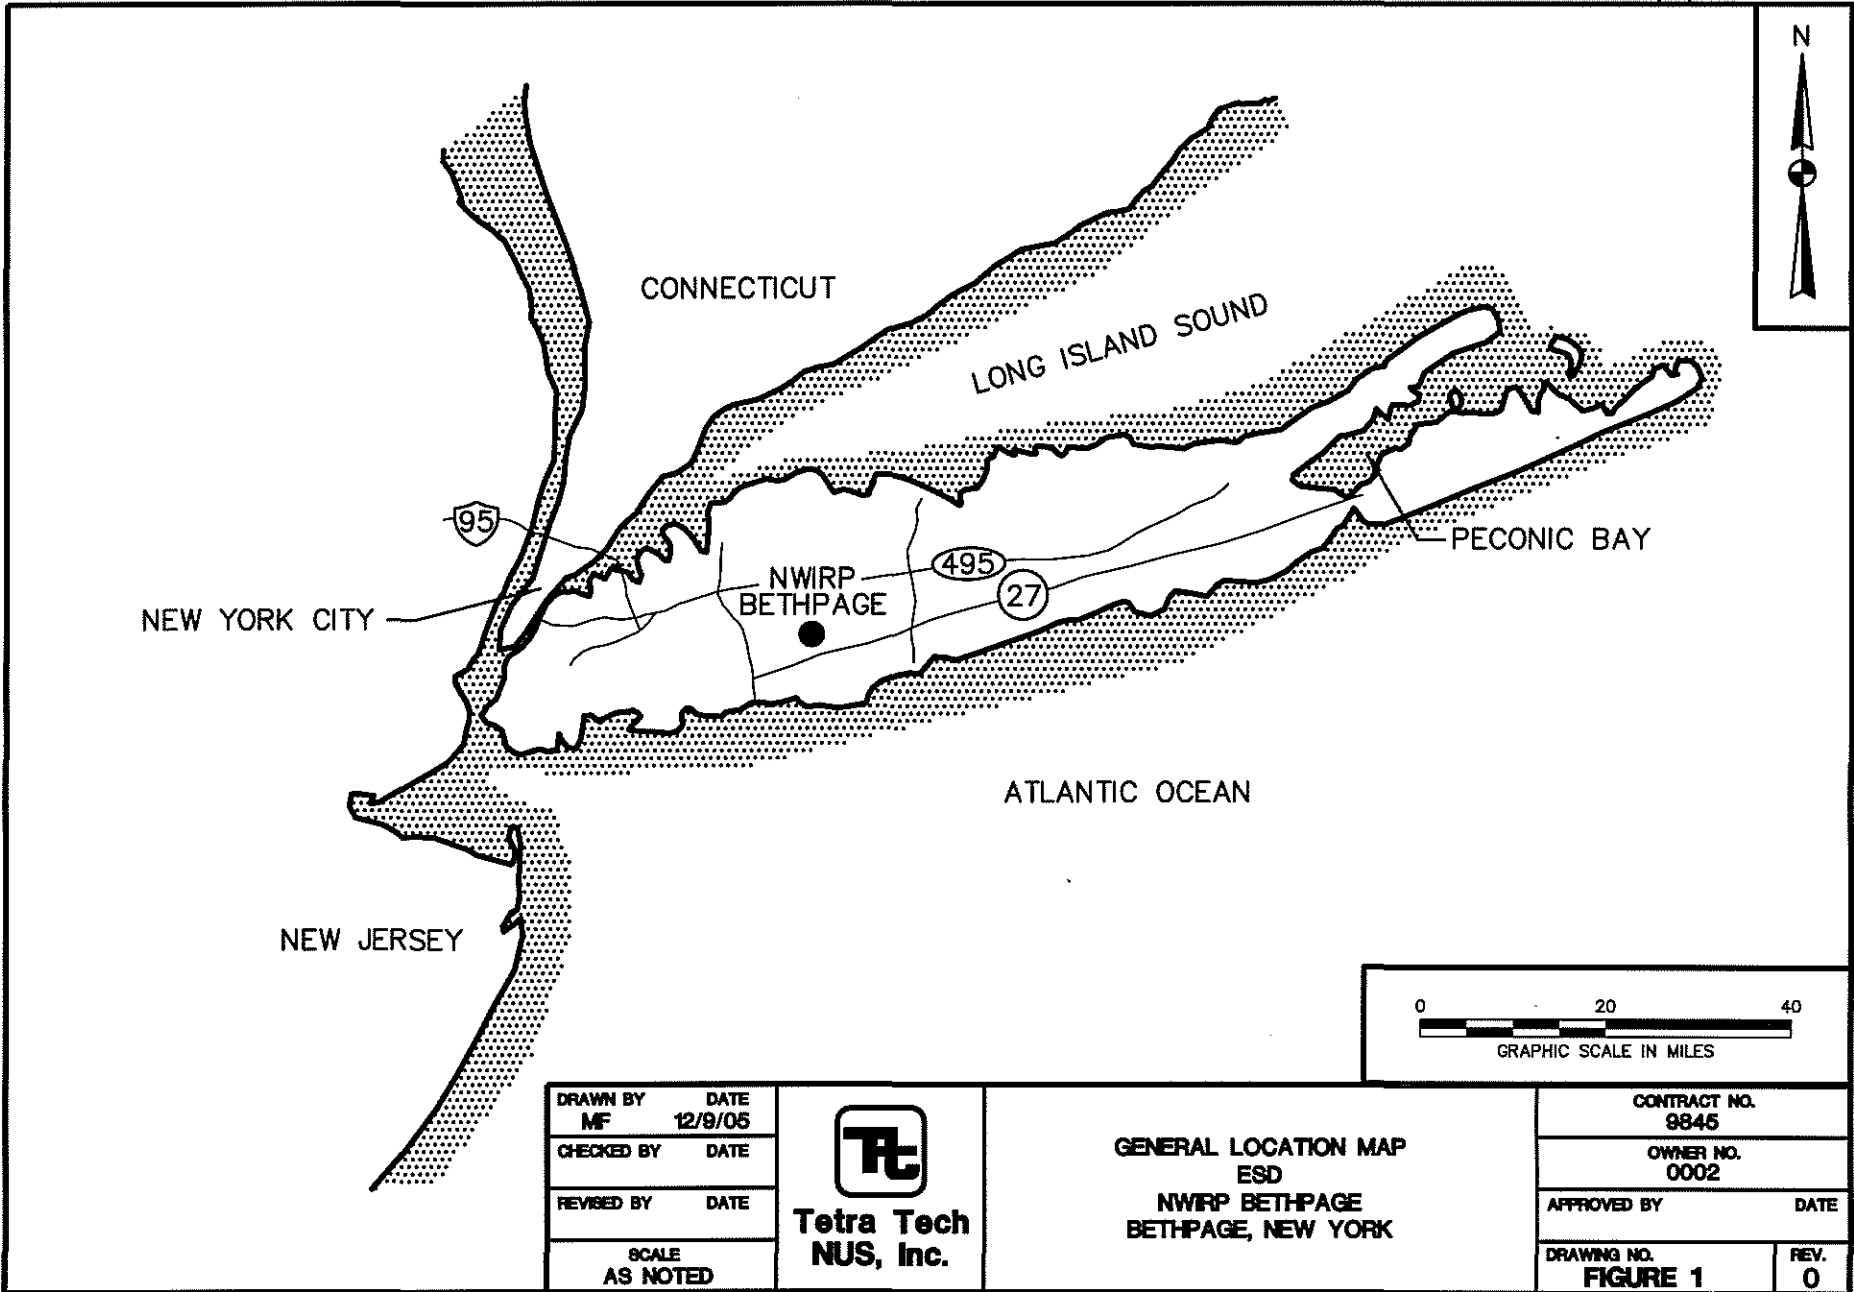 N
CONNECTICUT
LONG ISLAND SOUND
95
495
NWIRP
BETHPAGE
27
PECONIC BAY
NEW YORK CITY
ATLANTIC OCEAN
NEW JERSEY
0 20 40
GRAPHIC SCALE IN MILES
DRAWN BY DATE
MF 12/9/05
CHECKED BY DATE
REVISED BY DATE
SCALE
AS NOTED
Tetra Tech
NUS, Inc.
GENERAL LOCATION MAP
ESD
NWIRP BETHPAGE
BETHPAGE, NEW YORK
CONTRACT NO.
9845
OWNER NO.
0002
APPROVED BY DATE
DRAWING NO.
FIGURE 1
REV.
0